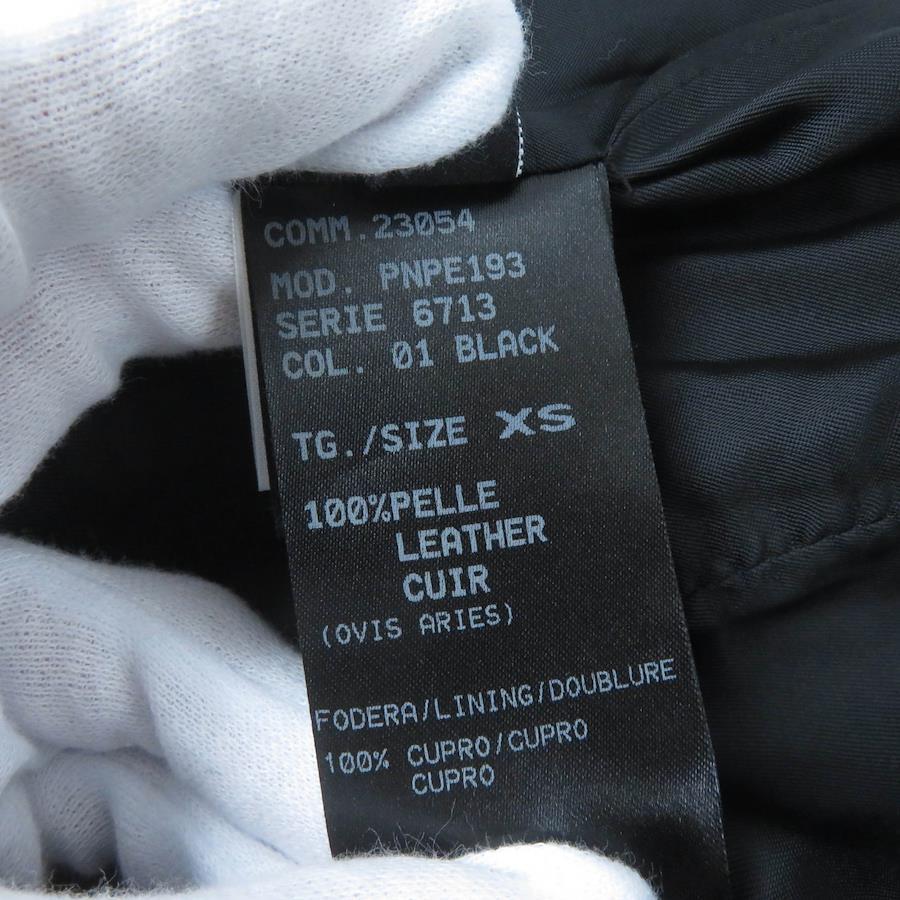 COMM.23054
MOD. PNPE193
SERIE 6713
COL. 01 BLACK
TG./SIZE XS
100%PELLE
LEATHER
CUIR
(OVIS ARIES)
FODERA/LINING/DOUBLURE
100% CUPRO/CUPRO
CUPRO